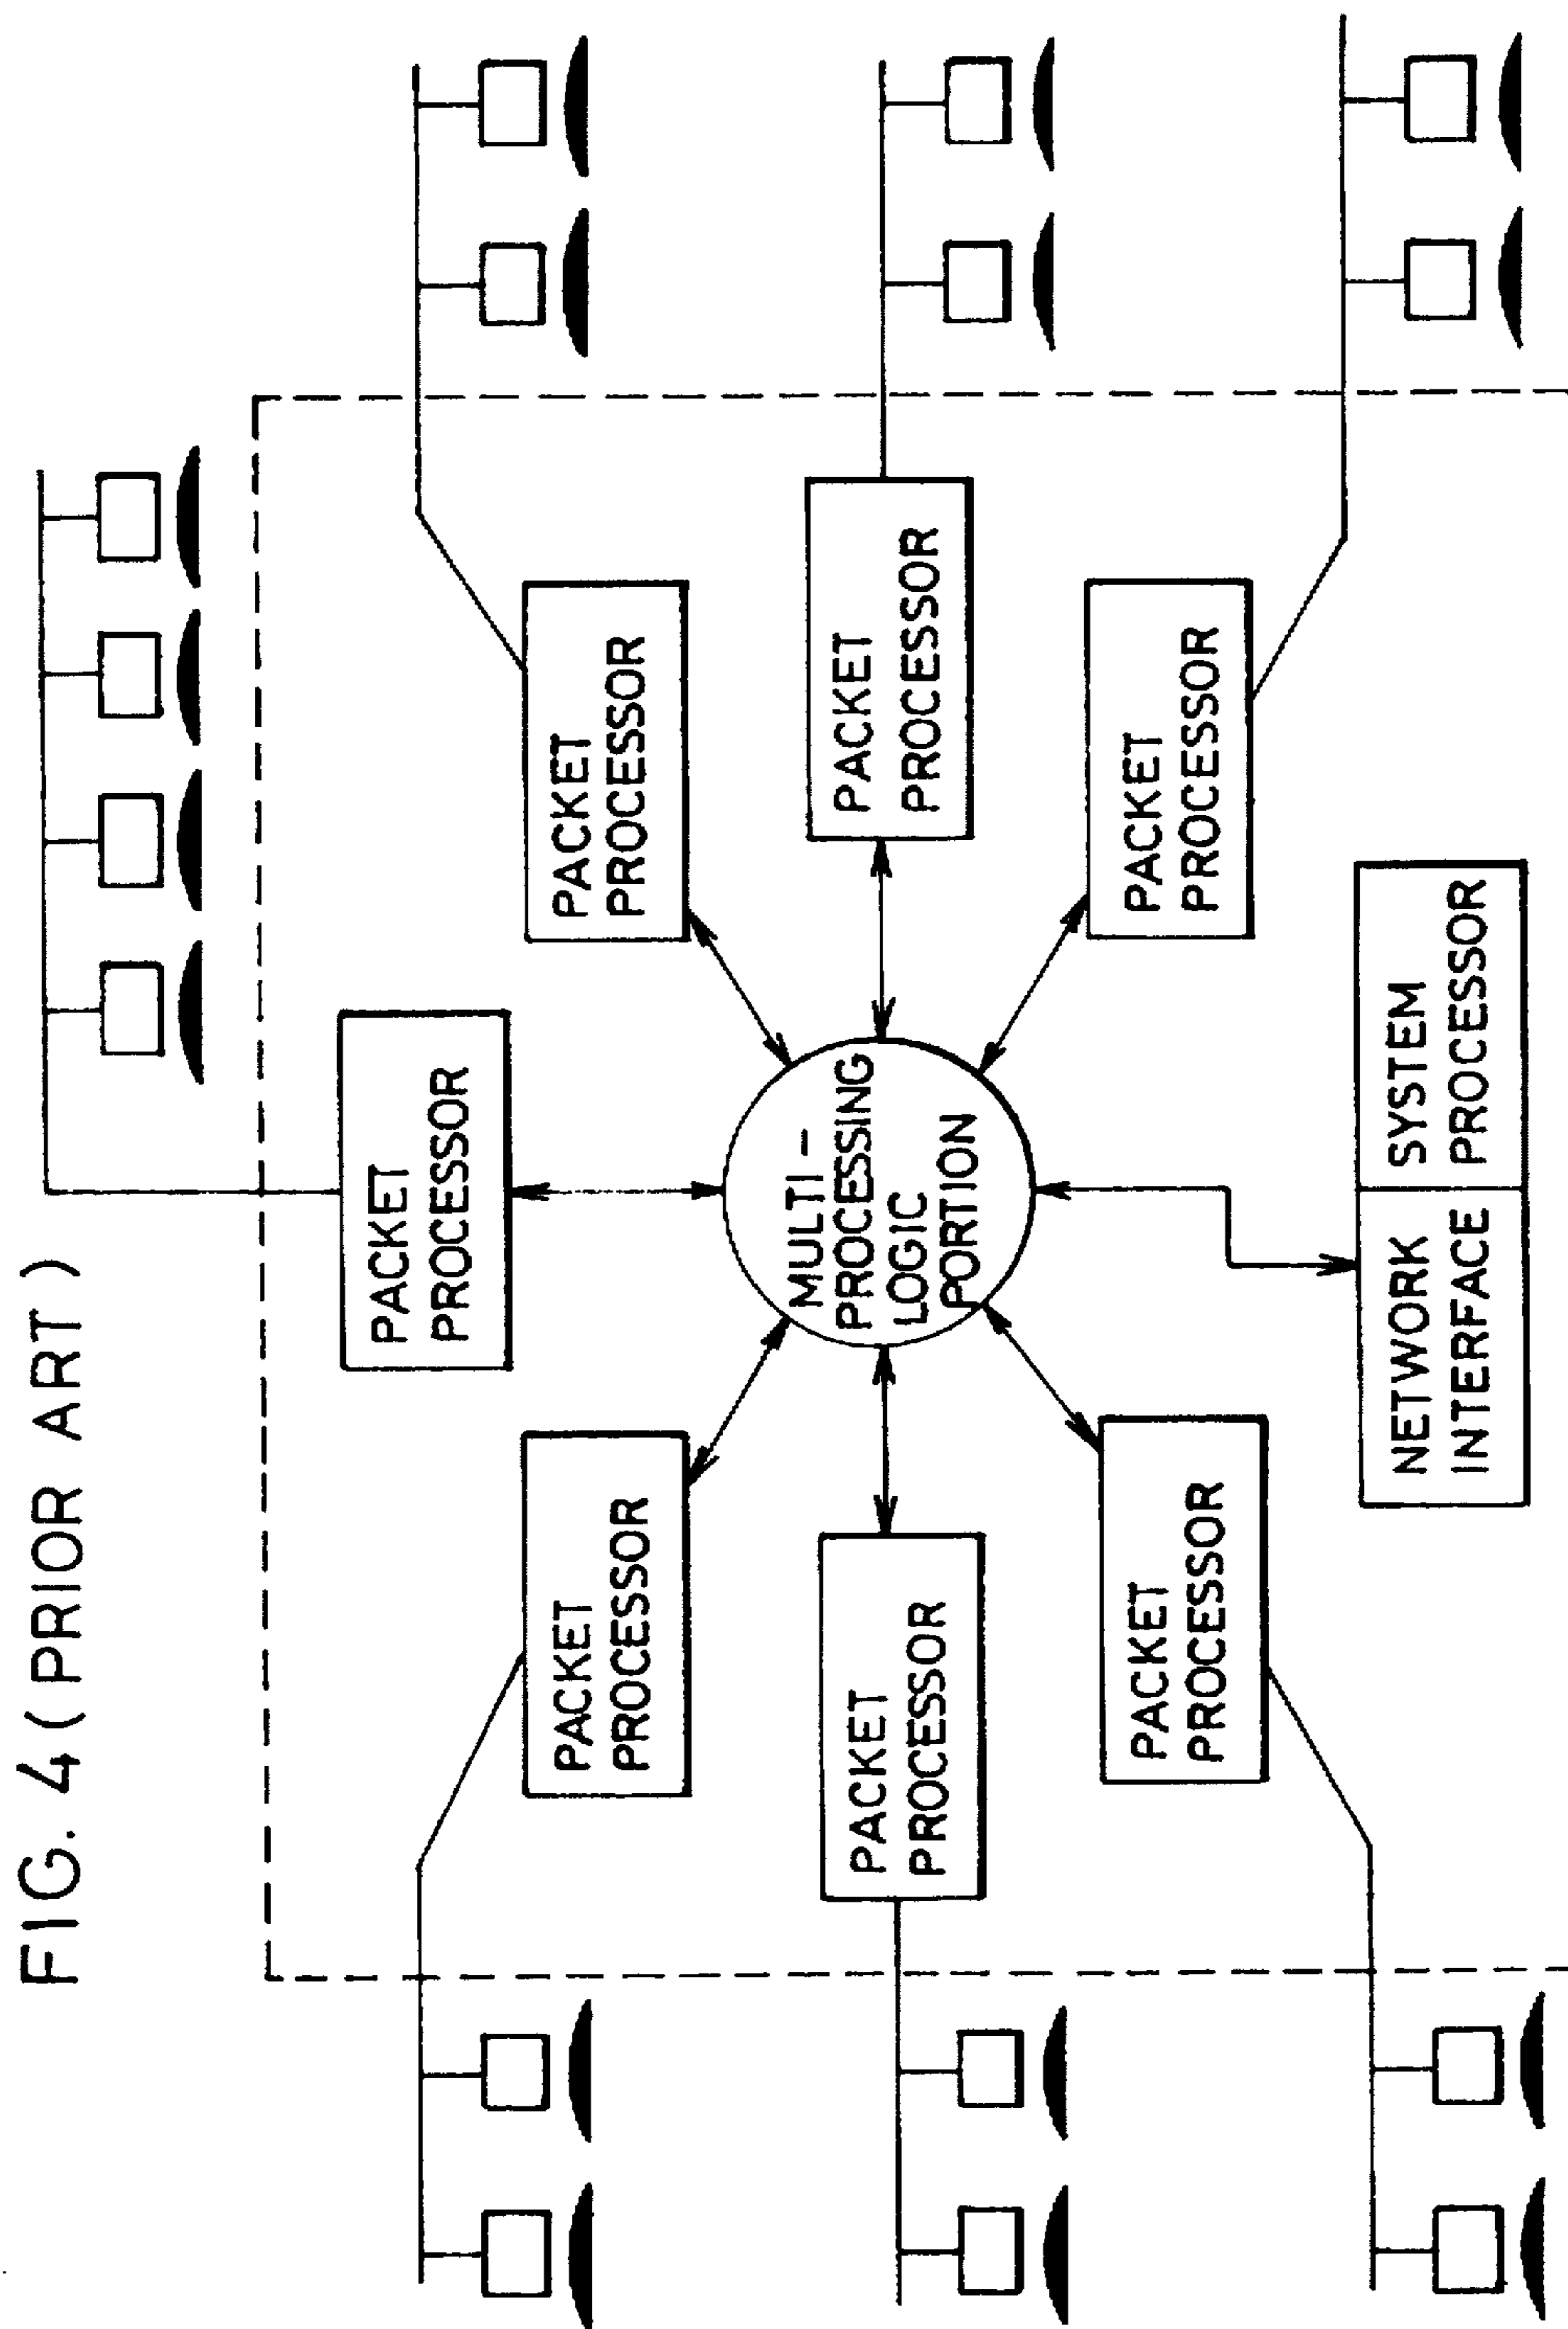 FIG. 4 (PRIOR ART)
PACKET
PROCESSOR
PACKET
PROCESSOR
PACKET
PROCESSOR
PACKET
PROCESSOR
MULTI-
PROCESSING
LOGIC
PORTION
PACKET
PROCESSOR
PACKET
PROCESSOR
PACKET
PROCESSOR
NETWORK
INTERFACE
SYSTEM
PROCESSOR